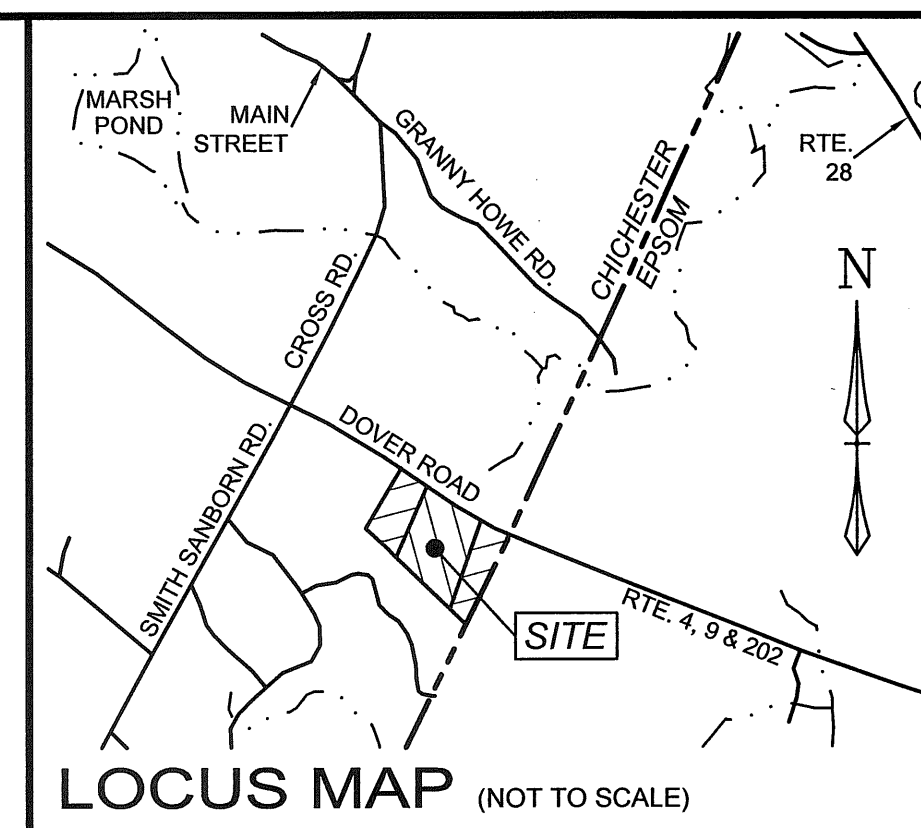 MARSH
POND
MAIN
STREET
GRANNY HOWE RD.
CHICHESTER
EPSOM
RTE.
28
N
CROSS RD.
DOVER ROAD
SMITH SANBORN RD.
SITE
RTE. 4, 9 & 202
LOCUS MAP (NOT TO SCALE)